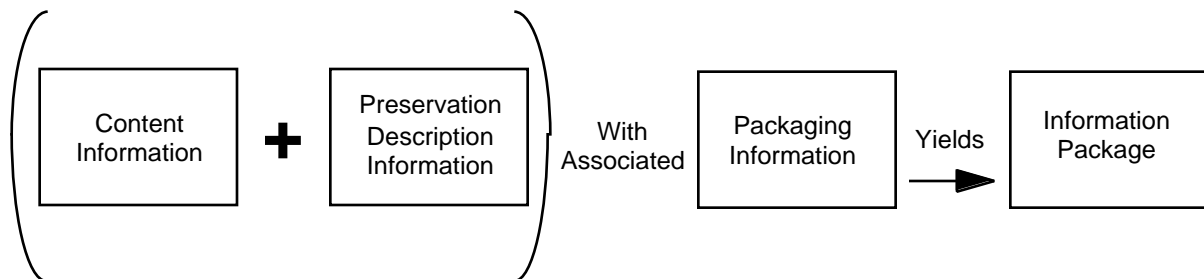 Content
Information
+
Preservation
Description
Information
With
Associated
Packaging
Information
Yields
Information
Package